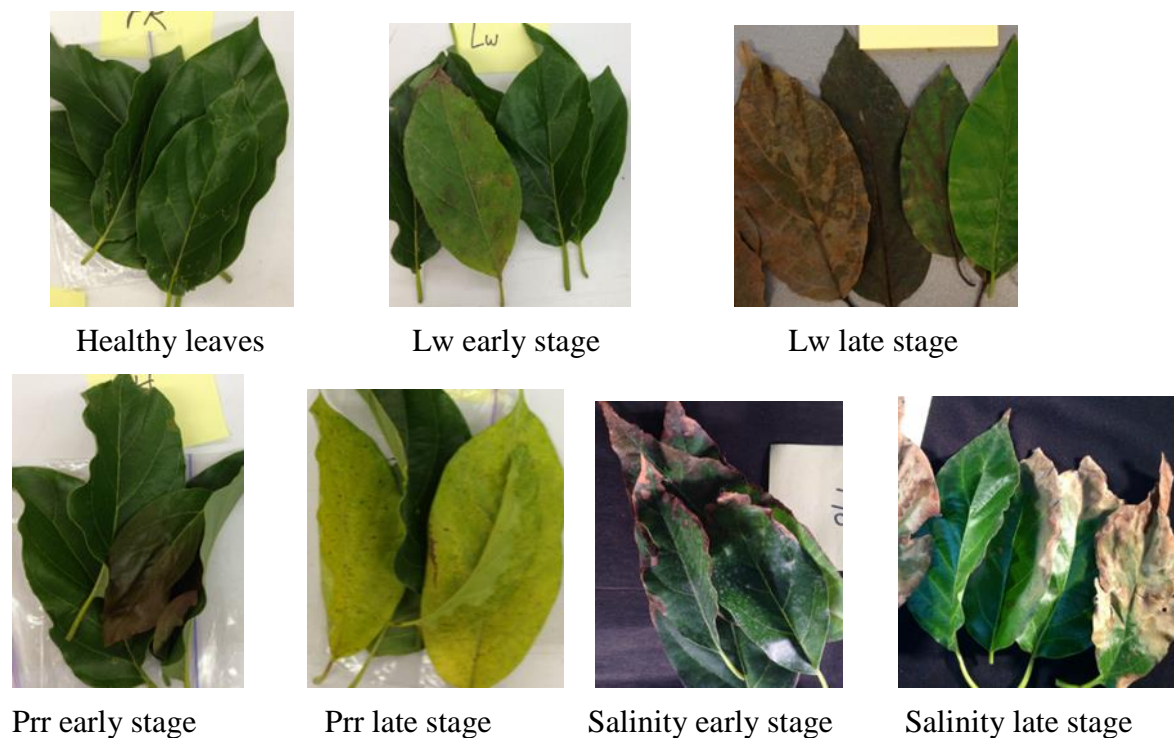 Lw
Healthy leaves
Lw early stage
Lw late stage
Prr early stage
Prr late stage
Salinity early stage
Salinity late stage